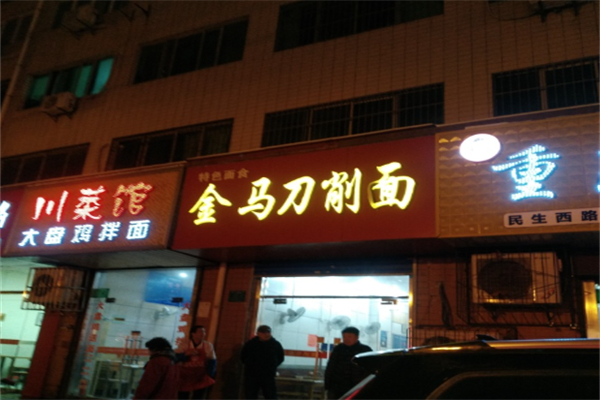 川菜馆
大盘鸡拌面
特色面食
金马刀削面
重
民生西路